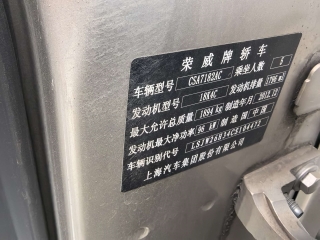 荣威牌轿车
车辆型号 CSA7182AC 乘坐人数 5
发动机型号 18K4C 发动机排量 1796 ml
最大允许总质量 1894 kg 制造年月 2012.12
发动机最大净功率 96 kW 制造国 中国
车辆识别代号
上海汽车集团股份有限公司